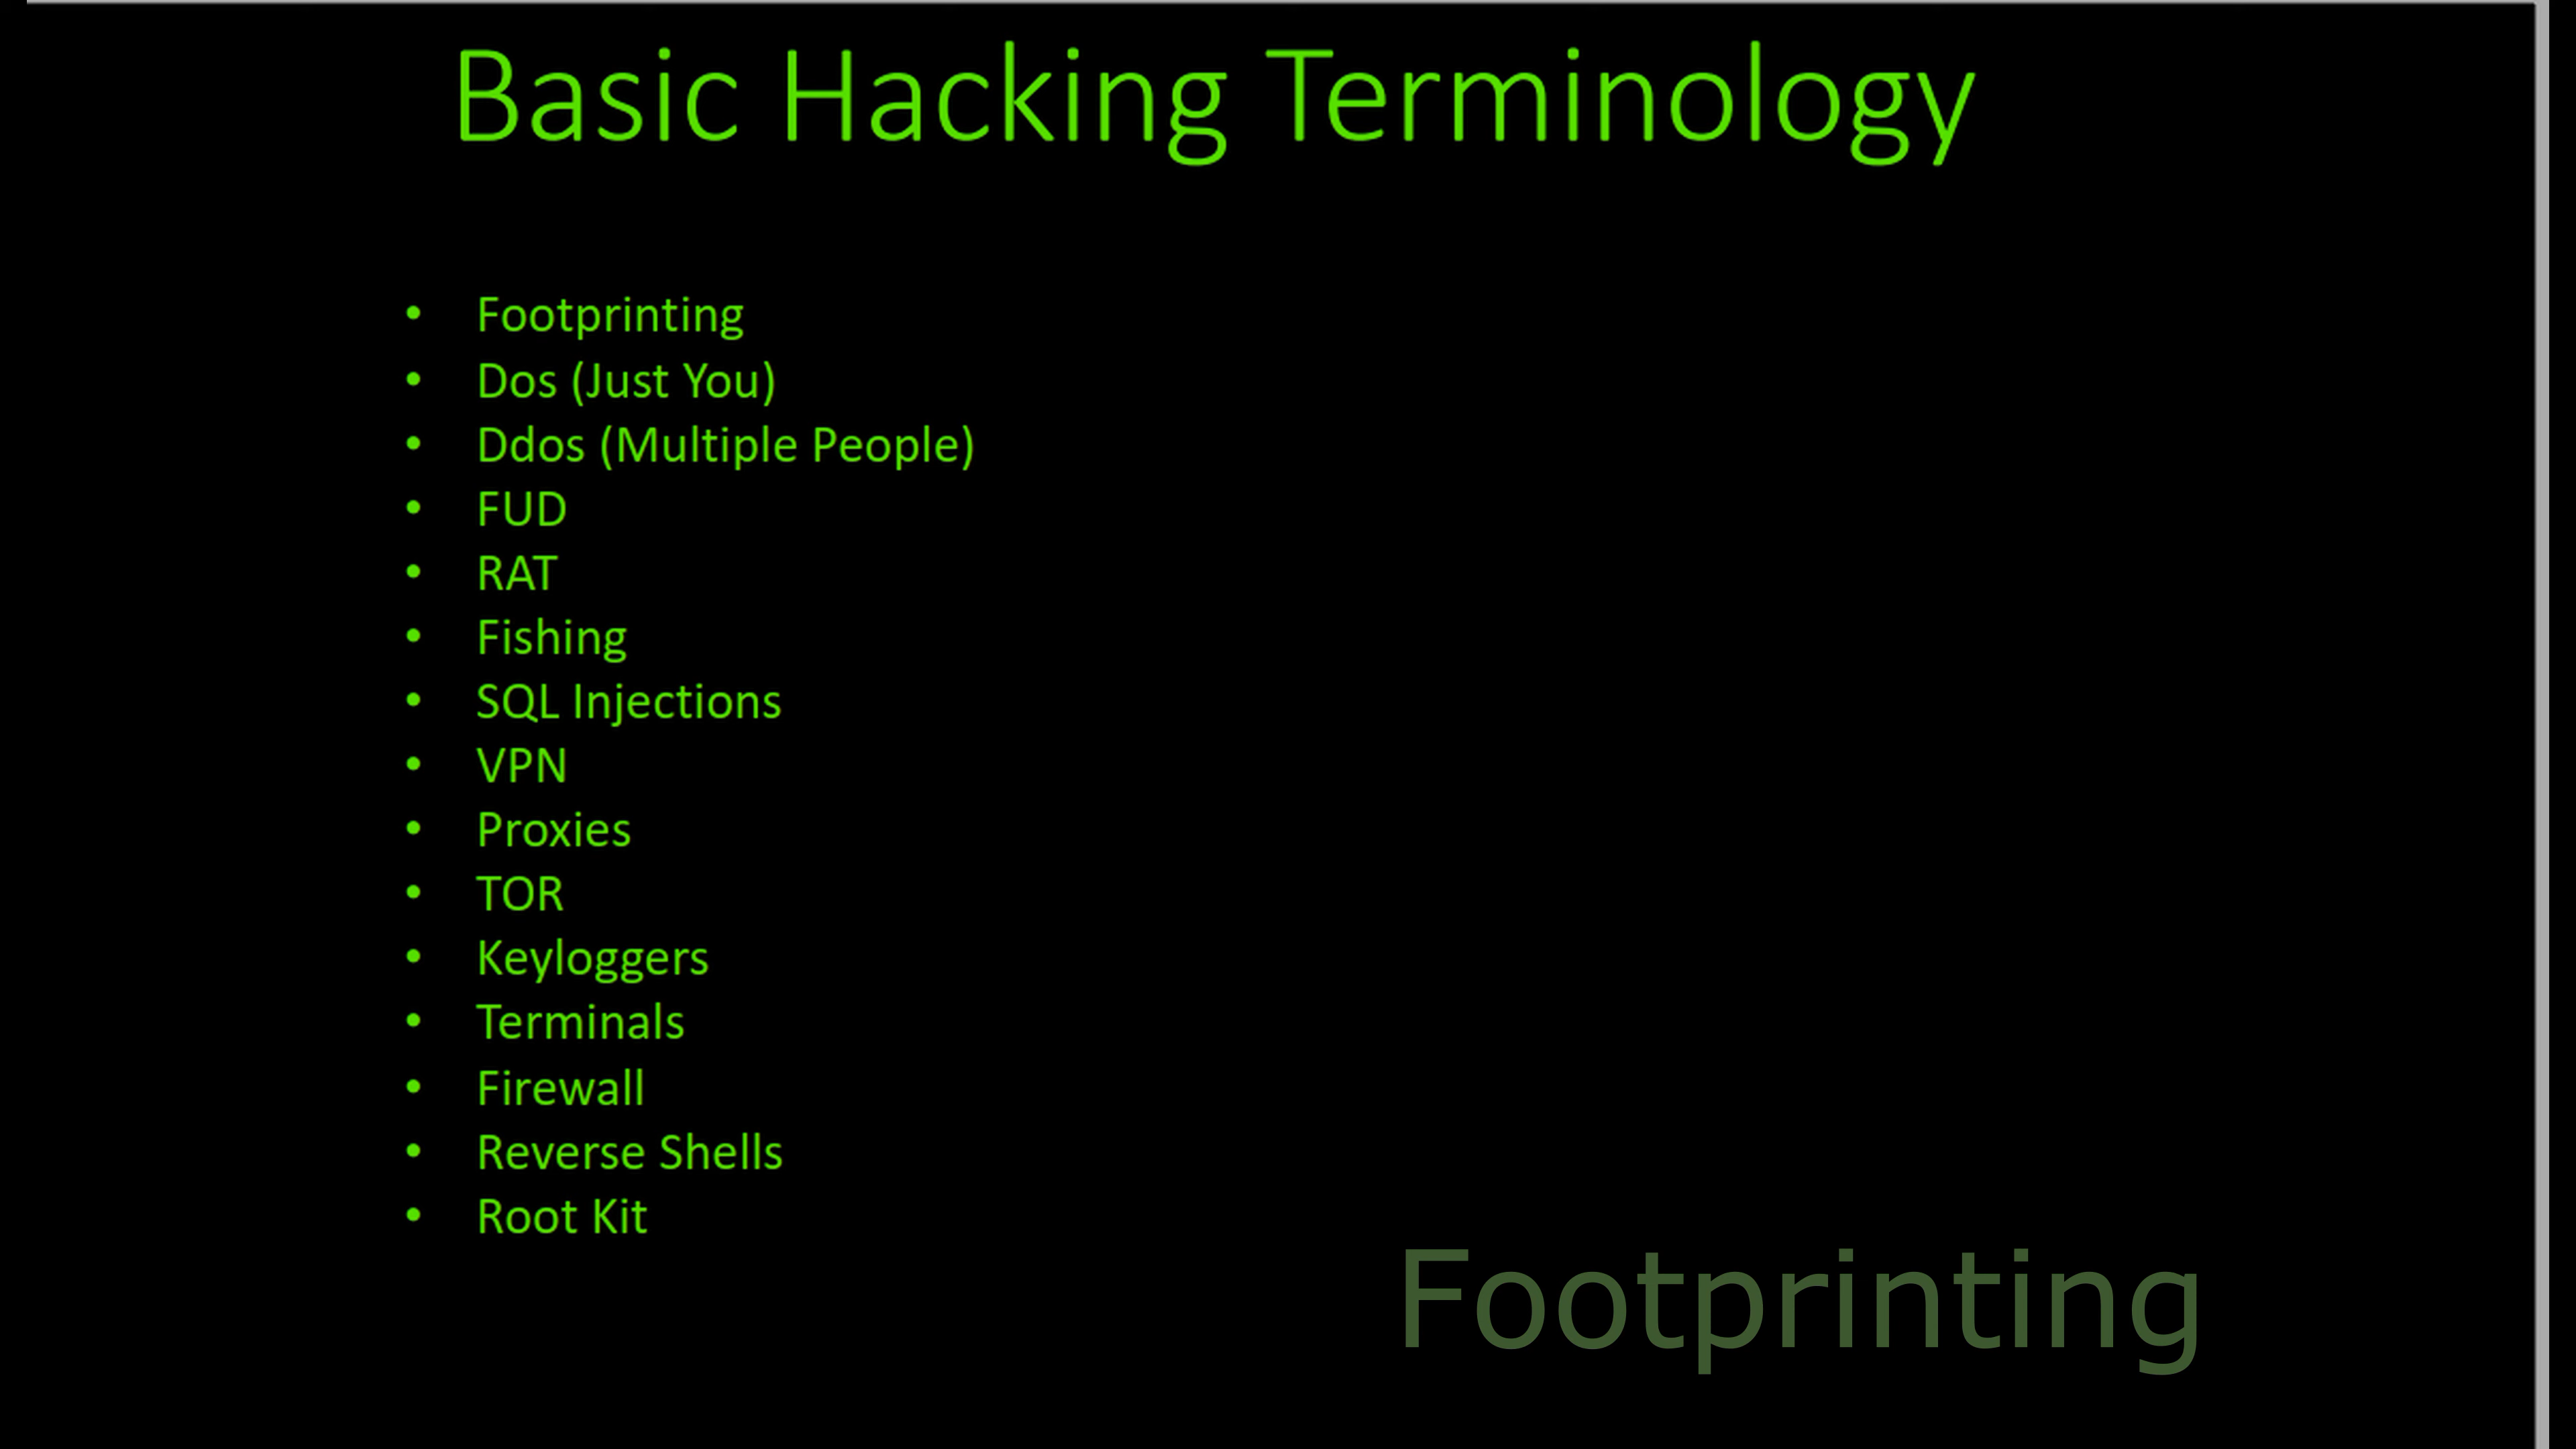 Basic Hacking Terminology
• Footprinting
• Dos (Just You)
• Ddos (Multiple People)
• FUD
• RAT
• Fishing
• SQL Injections
• VPN
• Proxies
• TOR
• Keyloggers
• Terminals
• Firewall
• Reverse Shells
• Root Kit
Footprinting